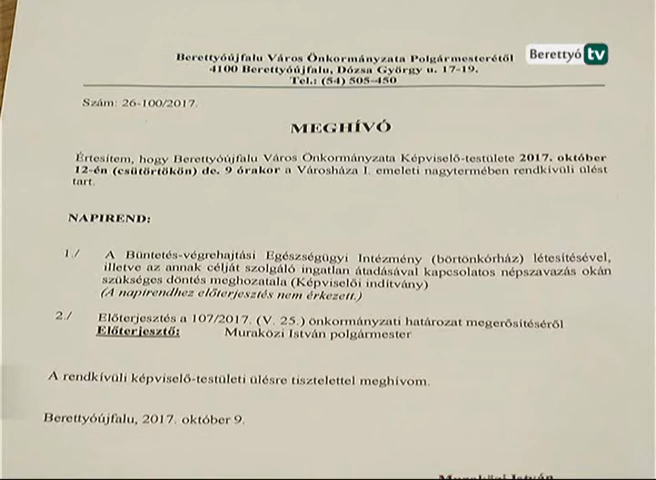 Berettyóújfalu Város Önkormányzata Polgármesterétől
4100 Berettyóújfalu, Dózsa György u. 17-19.
Tel.: (54) 505-450
Berettyó tv
Szám: 26-100/2017.
MEGHÍVÓ
Értesítem, hogy Berettyóújfalu Város Önkormányzata Képviselő-testülete 2017. október
12-én (csütörtökön) de. 9 órakor a Városháza I. emeleti nagytermében rendkívüli ülést
tart.
NAPIREND:
1./ A Büntetés-végrehajtási Egészségügyi Intézmény (börtönkórház) létesítésével,
illetve az annak célját szolgáló ingatlan átadásával kapcsolatos népszavazás okán
szükséges döntés meghozatala (Képviselői indítvány)
(A napirendhez előterjesztés nem érkezett.)
2./ Előterjesztés a 107/2017. (V. 25.) önkormányzati határozat megerősítéséről
Előterjesztő: Muraközi István polgármester
A rendkívüli képviselő-testületi ülésre tisztelettel meghívom.
Berettyóújfalu, 2017. október 9.
Muraközi István